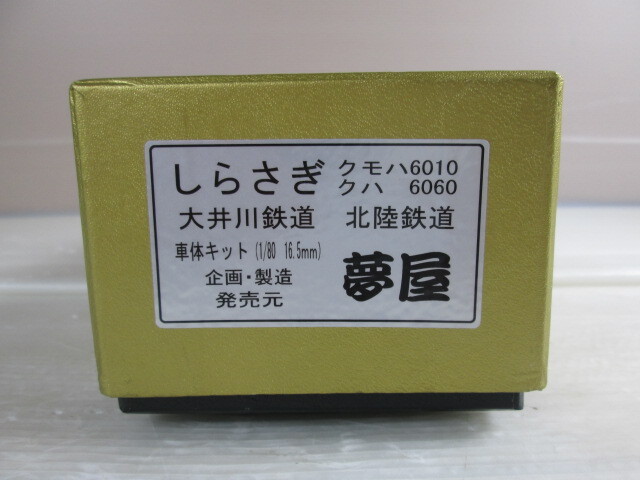 しらさぎ クモハ6010
クハ 6060
大井川鉄道 北陸鉄道
車体キット (1/80 16.5mm)
企画・製造
発売元 夢屋